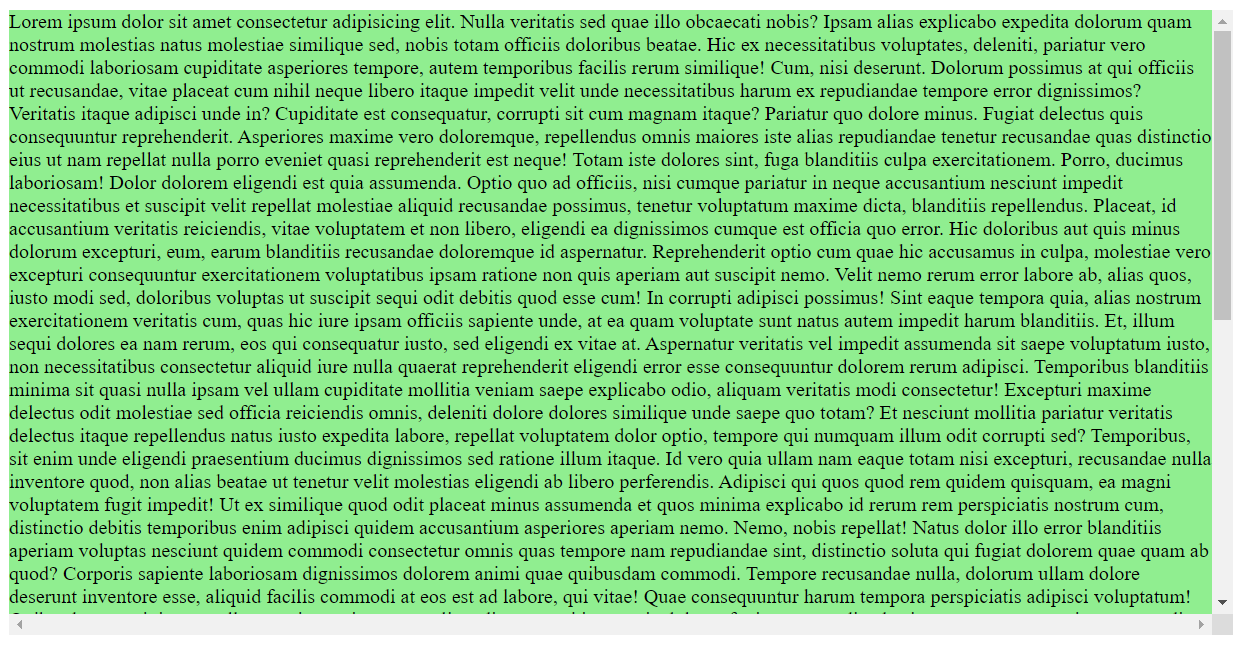 Lorem ipsum dolor sit amet consectetur adipisicing elit. Nulla veritatis sed quae illo obcaecati nobis? Ipsam alias explicabo expedita dolorum quam
nostrum molestias natus molestiae similique sed, nobis totam officiis doloribus beatae. Hic ex necessitatibus voluptates, deleniti, pariatur vero
commodi laboriosam cupiditate asperiores tempore, autem temporibus facilis rerum similique! Cum, nisi deserunt. Dolorum possimus at qui officiis
ut recusandae, vitae placeat cum nihil neque libero itaque impedit velit unde necessitatibus harum ex repudiandae tempore error dignissimos?
Veritatis itaque adipisci unde in? Cupiditate est consequatur, corrupti sit cum magnam itaque? Pariatur quo dolore minus. Fugiat delectus quis
consequuntur reprehenderit. Asperiores maxime vero doloremque, repellendus omnis maiores iste alias repudiandae tenetur recusandae quas distinctio
eius ut nam repellat nulla porro eveniet quasi reprehenderit est neque! Totam iste dolores sint, fuga blanditiis culpa exercitationem. Porro, ducimus
laboriosam! Dolor dolorem eligendi est quia assumenda. Optio quo ad officiis, nisi cumque pariatur in neque accusantium nesciunt impedit
necessitatibus et suscipit velit repellat molestiae aliquid recusandae possimus, tenetur voluptatum maxime dicta, blanditiis repellendus. Placeat, id
accusantium veritatis reiciendis, vitae voluptatem et non libero, eligendi ea dignissimos cumque est officia quo error. Hic doloribus aut quis minus
dolorum excepturi, eum, earum blanditiis recusandae doloremque id aspernatur. Reprehenderit optio cum quae hic accusamus in culpa, molestiae vero
excepturi consequuntur exercitationem voluptatibus ipsam ratione non quis aperiam aut suscipit nemo. Velit nemo rerum error labore ab, alias quos,
iusto modi sed, doloribus voluptas ut suscipit sequi odit debitis quod esse cum! In corrupti adipisci possimus! Sint eaque tempora quia, alias nostrum
exercitationem veritatis cum, quas hic iure ipsam officiis sapiente unde, at ea quam voluptate sunt natus autem impedit harum blanditiis. Et, illum
sequi dolores ea nam rerum, eos qui consequatur iusto, sed eligendi ex vitae at. Aspernatur veritatis vel impedit assumenda sit saepe voluptatum iusto,
non necessitatibus consectetur aliquid iure nulla quaerat reprehenderit eligendi error esse consequuntur dolorem rerum adipisci. Temporibus blanditiis
minima sit quasi nulla ipsam vel ullam cupiditate mollitia veniam saepe explicabo odio, aliquam veritatis modi consectetur! Excepturi maxime
delectus odit molestiae sed officia reiciendis omnis, deleniti dolore dolores similique unde saepe quo totam? Et nesciunt mollitia pariatur veritatis
delectus itaque repellendus natus iusto expedita labore, repellat voluptatem dolor optio, tempore qui numquam illum odit corrupti sed? Temporibus,
sit enim unde eligendi praesentium ducimus dignissimos sed ratione illum itaque. Id vero quia ullam nam eaque totam nisi excepturi, recusandae nulla
inventore quod, non alias beatae ut tenetur velit molestias eligendi ab libero perferendis. Adipisci qui quos quod rem quidem quisquam, ea magni
voluptatem fugit impedit! Ut ex similique quod odit placeat minus assumenda et quos minima explicabo id rerum rem perspiciatis nostrum cum,
distinctio debitis temporibus enim adipisci quidem accusantium asperiores aperiam nemo. Nemo, nobis repellat! Natus dolor illo error blanditiis
aperiam voluptas nesciunt quidem commodi consectetur omnis quas tempore nam repudiandae sint, distinctio soluta qui fugiat dolorem quae quam ab
quod? Corporis sapiente laboriosam dignissimos dolorem animi quae quibusdam commodi. Tempore recusandae nulla, dolorum ullam dolore
deserunt inventore esse, aliquid facilis commodi at eos est ad labore, qui vitae! Quae consequuntur harum tempora perspiciatis adipisci voluptatum!